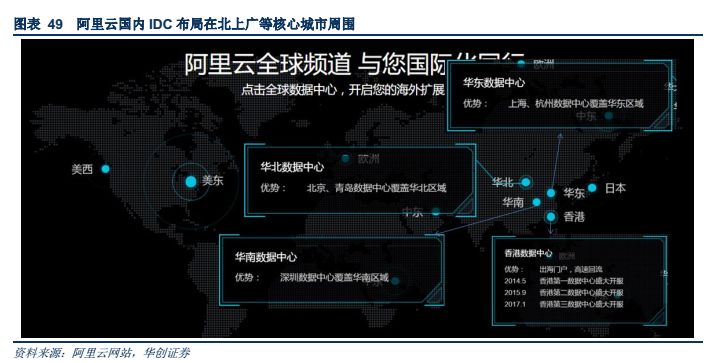 图表 49 阿里云国内 IDC 布局在北上广等核心城市周围
阿里云全球频道 与您国际化同行
点击全球数据中心，开启您的海外扩展
欧洲
华东数据中心
优势： 上海、杭州数据中心覆盖华东区域
中东
美西
美东
欧洲
华北数据中心
优势： 北京、青岛数据中心覆盖华北区域
中东
华北
华南
华东
日本
香港
华南数据中心
优势： 深圳数据中心覆盖华南区域
中东
香港数据中心
欧洲
优势： 出海门户，高速回流
2014.5 香港第一数据中心盛大开服
2015.9 香港第二数据中心盛大开服
2017.1 香港第三数据中心盛大开服
资料来源：阿里云网站，华创证券